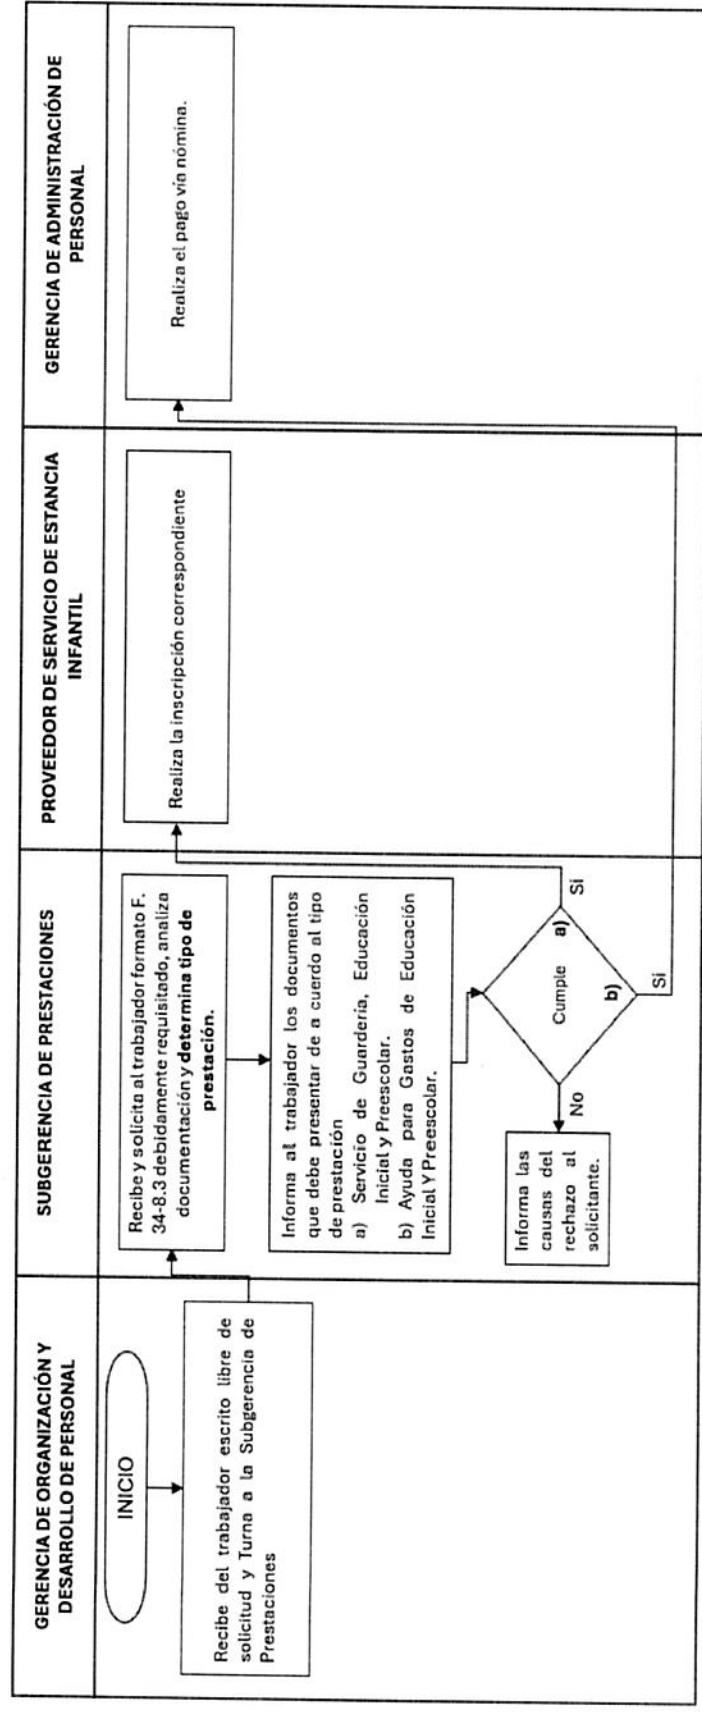 GERENCIA DE ORGANIZACIÓN Y
DESARROLLO DE PERSONAL
SUBGERENCIA DE PRESTACIONES
PROVEEDOR DE SERVICIO DE ESTANCIA
INFANTIL
GERENCIA DE ADMINISTRACIÓN DE
PERSONAL
INICIO
Recibe del trabajador escrito libre de
solicitud y Turna a la Subgerencia de
Prestaciones
Recibe y solicita al trabajador formato F.
34-8.3 debidamente requisitado, analiza
documentación y determina tipo de
prestación.
Informa al trabajador los documentos
que debe presentar de a cuerdo al tipo
de prestación
a) Servicio de Guardería, Educación
Inicial y Preescolar.
b) Ayuda para Gastos de Educación
Inicial Y Preescolar.
Cumple
a)
b)
Si
Si
No
Informa las
causas del
rechazo al
solicitante.
Realiza la inscripción correspondiente
Realiza el pago vía nómina.